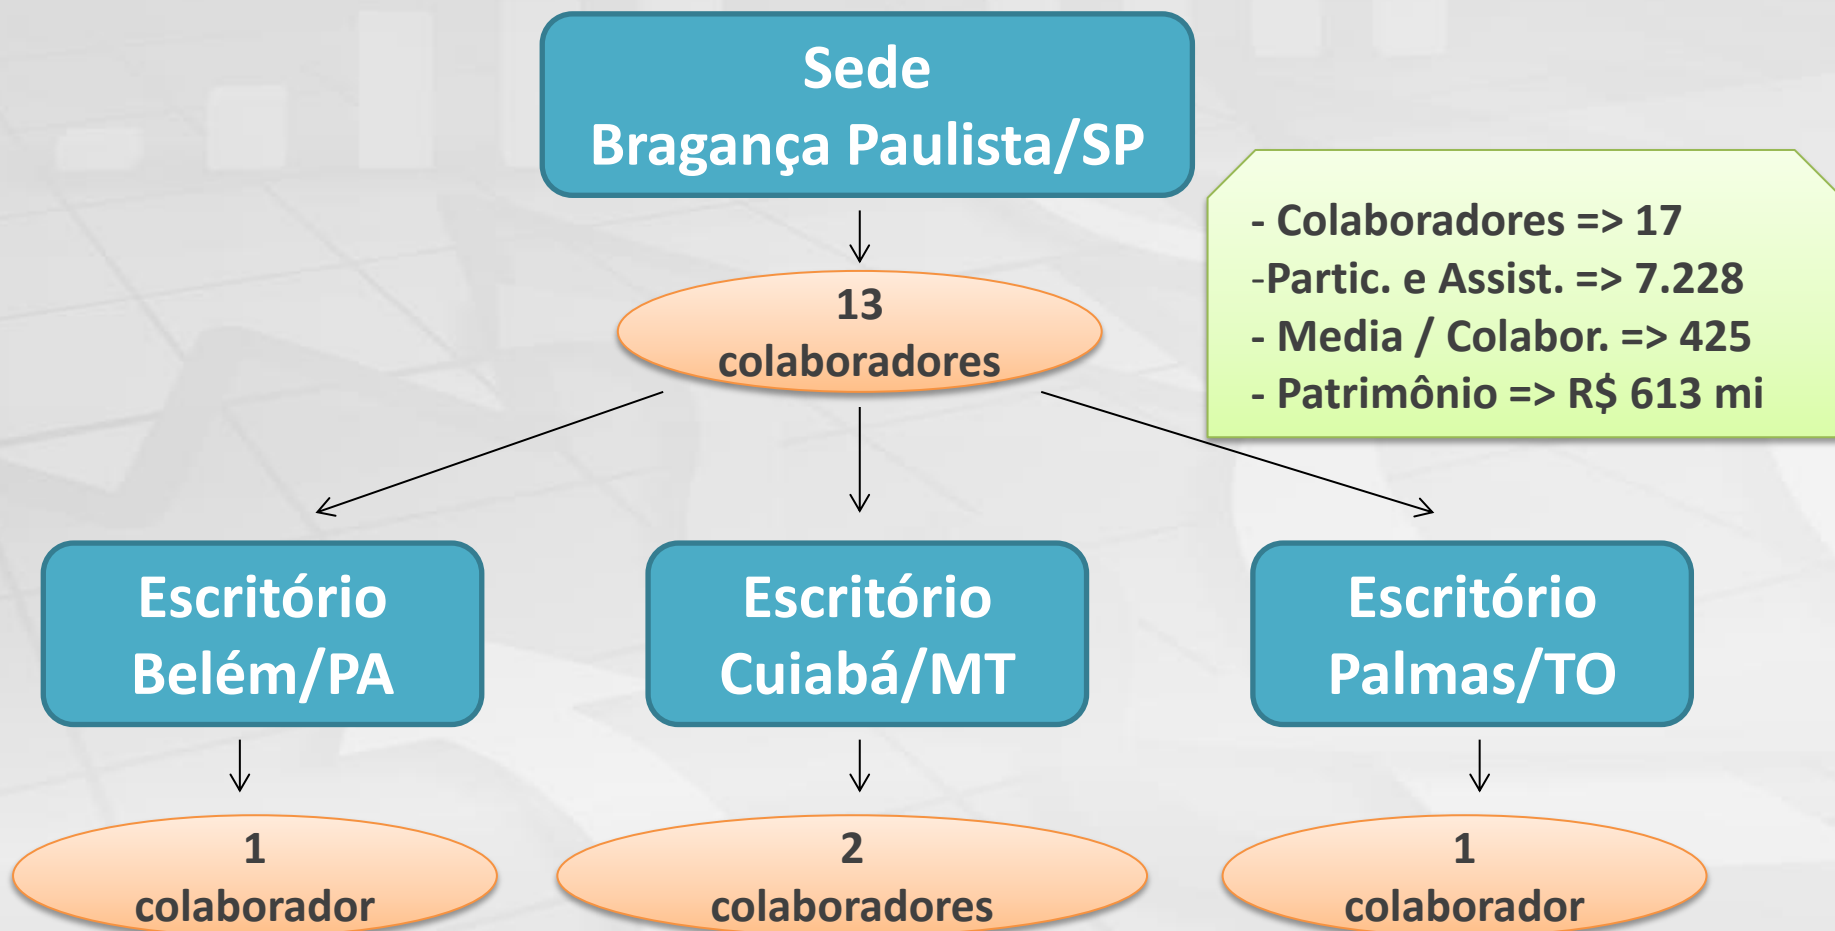 Sede
Bragança Paulista/SP
13
colaboradores
- Colaboradores => 17
-Partic. e Assist. => 7.228
- Media / Colabor. => 425
- Patrimônio => R$ 613 mi
Escritório
Belém/PA
Escritório
Cuiabá/MT
Escritório
Palmas/TO
1
colaborador
2
colaboradores
1
colaborador